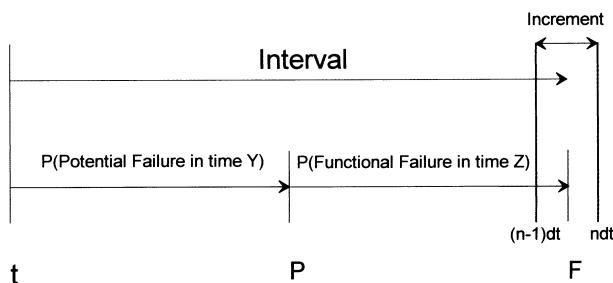 Increment
Interval
P(Potential Failure in time Y)
P(Functional Failure in time Z)
(n-1)dt
ndt
t
P
F